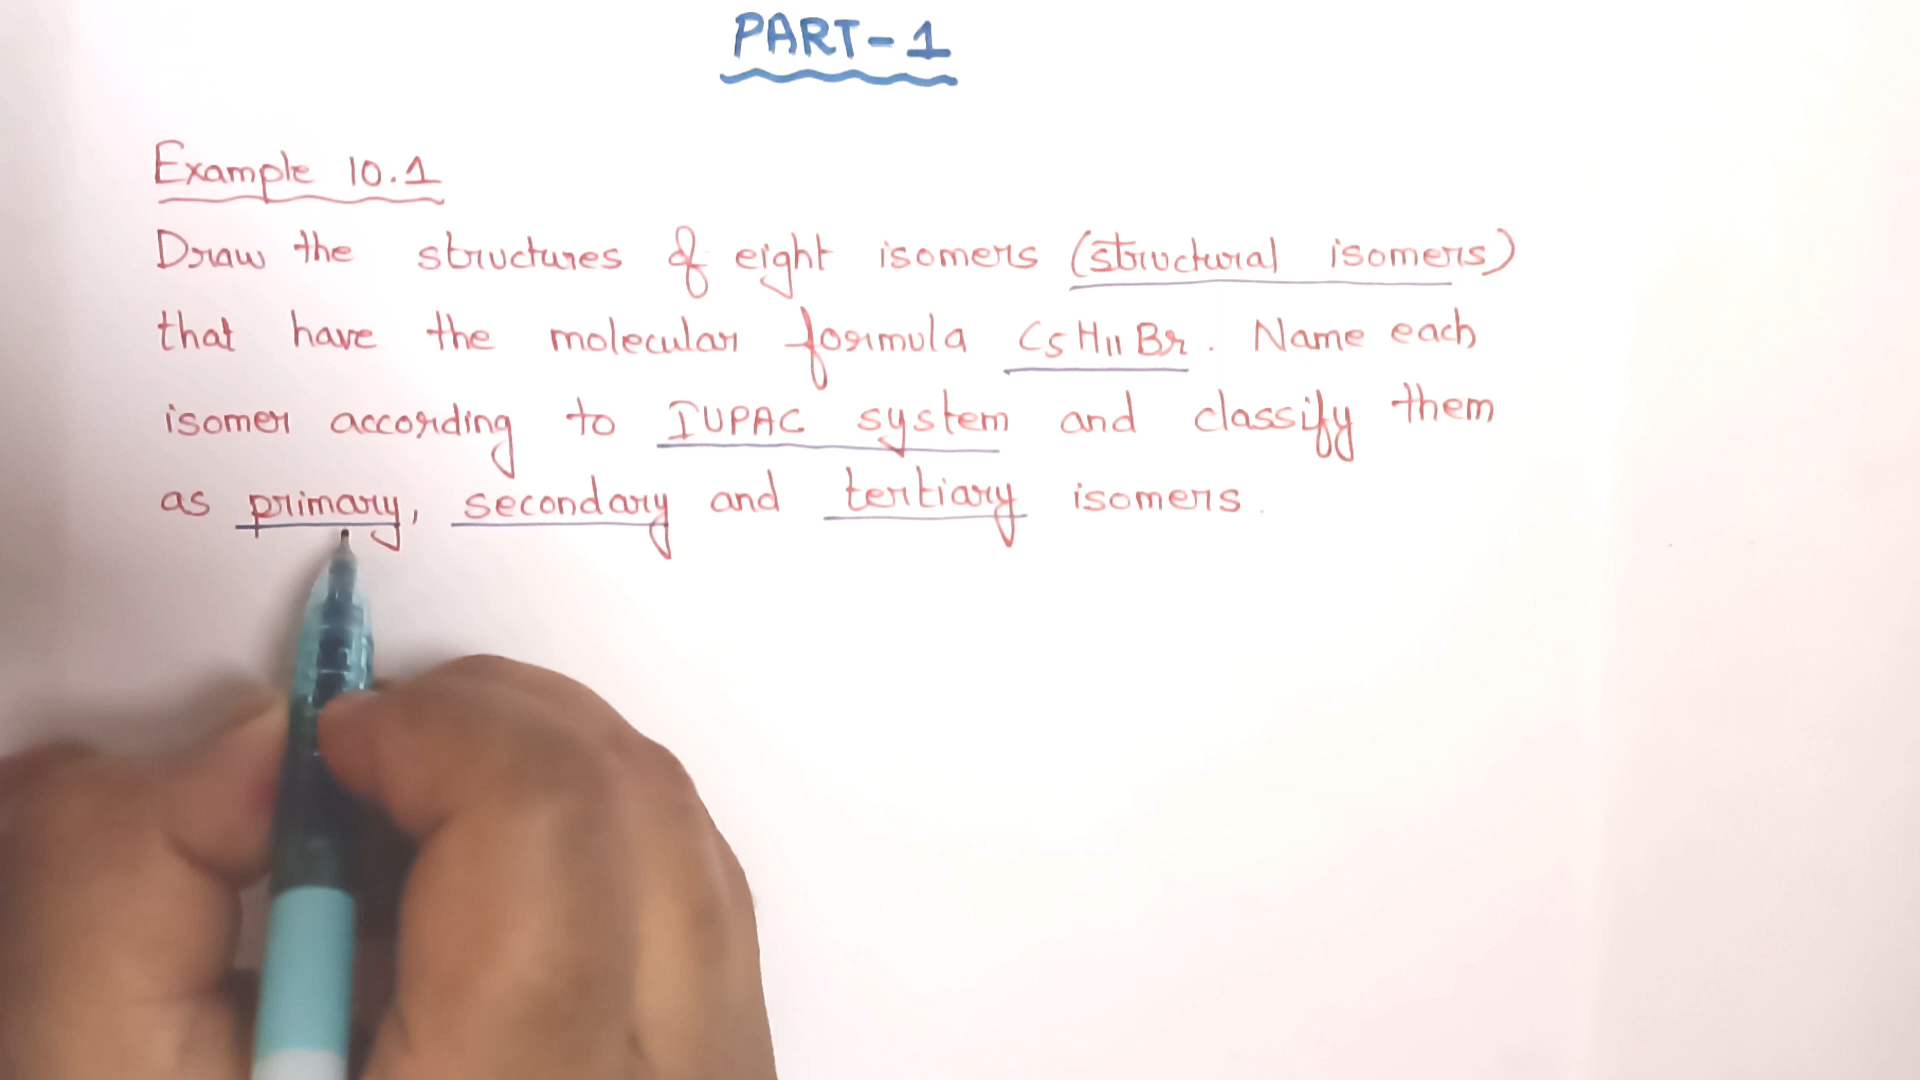 PART-1
Example 10.1
Draw the structures of eight isomers (structural isomers)
that have the molecular formula C5H11Br. Name each
isomer according to IUPAC system and classify them
as primary, secondary and tertiary isomers.